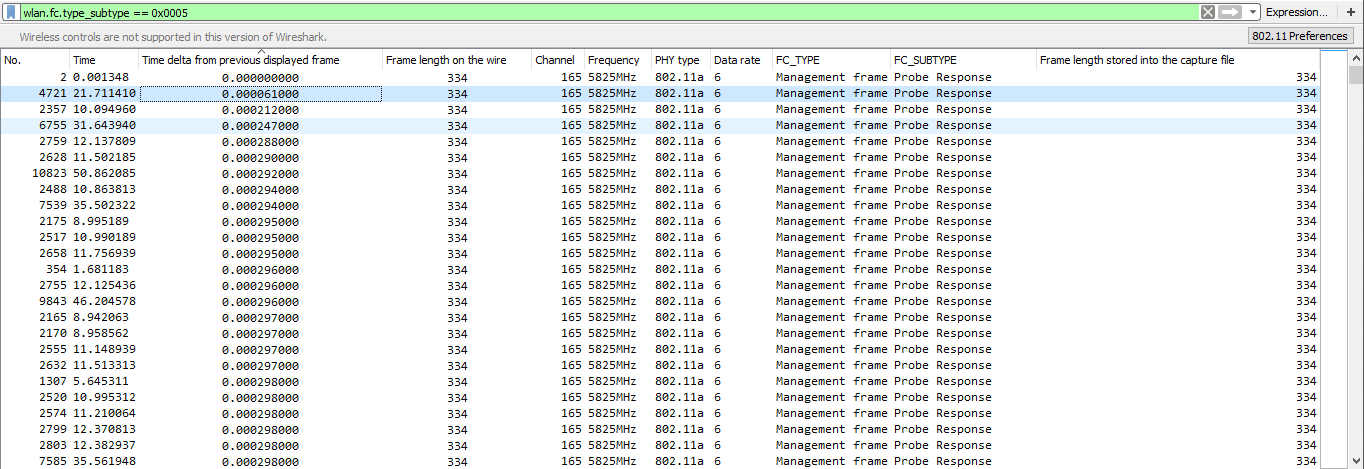 wlan.fc.type_subtype == 0x0005 Expression... +
Wireless controls are not supported in this version of Wireshark. 802.11 Preferences
No. Time Time delta from previous displayed frame Frame length on the wire Channel Frequency PHY type Data rate FC_TYPE FC_SUBTYPE Frame length stored into the capture file
2 0.001348 0.000000000 334 165 5825MHz 802.11a 6 Management frame Probe Response 334
4721 21.711410 0.000061000 334 165 5825MHz 802.11a 6 Management frame Probe Response 334
2357 10.094960 0.000212000 334 165 5825MHz 802.11a 6 Management frame Probe Response 334
6755 31.643940 0.000247000 334 165 5825MHz 802.11a 6 Management frame Probe Response 334
2759 12.137809 0.000288000 334 165 5825MHz 802.11a 6 Management frame Probe Response 334
2628 11.502185 0.000290000 334 165 5825MHz 802.11a 6 Management frame Probe Response 334
10823 50.862085 0.000292000 334 165 5825MHz 802.11a 6 Management frame Probe Response 334
2488 10.863813 0.000294000 334 165 5825MHz 802.11a 6 Management frame Probe Response 334
7539 35.502322 0.000294000 334 165 5825MHz 802.11a 6 Management frame Probe Response 334
2175 8.995189 0.000295000 334 165 5825MHz 802.11a 6 Management frame Probe Response 334
2517 10.990189 0.000295000 334 165 5825MHz 802.11a 6 Management frame Probe Response 334
2658 11.756939 0.000295000 334 165 5825MHz 802.11a 6 Management frame Probe Response 334
354 1.681183 0.000296000 334 165 5825MHz 802.11a 6 Management frame Probe Response 334
2755 12.125436 0.000296000 334 165 5825MHz 802.11a 6 Management frame Probe Response 334
9843 46.204578 0.000296000 334 165 5825MHz 802.11a 6 Management frame Probe Response 334
2165 8.942063 0.000297000 334 165 5825MHz 802.11a 6 Management frame Probe Response 334
2170 8.958562 0.000297000 334 165 5825MHz 802.11a 6 Management frame Probe Response 334
2555 11.148939 0.000297000 334 165 5825MHz 802.11a 6 Management frame Probe Response 334
2632 11.513313 0.000297000 334 165 5825MHz 802.11a 6 Management frame Probe Response 334
1307 5.645311 0.000298000 334 165 5825MHz 802.11a 6 Management frame Probe Response 334
2520 10.995312 0.000298000 334 165 5825MHz 802.11a 6 Management frame Probe Response 334
2574 11.210064 0.000298000 334 165 5825MHz 802.11a 6 Management frame Probe Response 334
2799 12.370813 0.000298000 334 165 5825MHz 802.11a 6 Management frame Probe Response 334
2803 12.382937 0.000298000 334 165 5825MHz 802.11a 6 Management frame Probe Response 334
7585 35.561948 0.000298000 334 165 5825MHz 802.11a 6 Management frame Probe Response 334